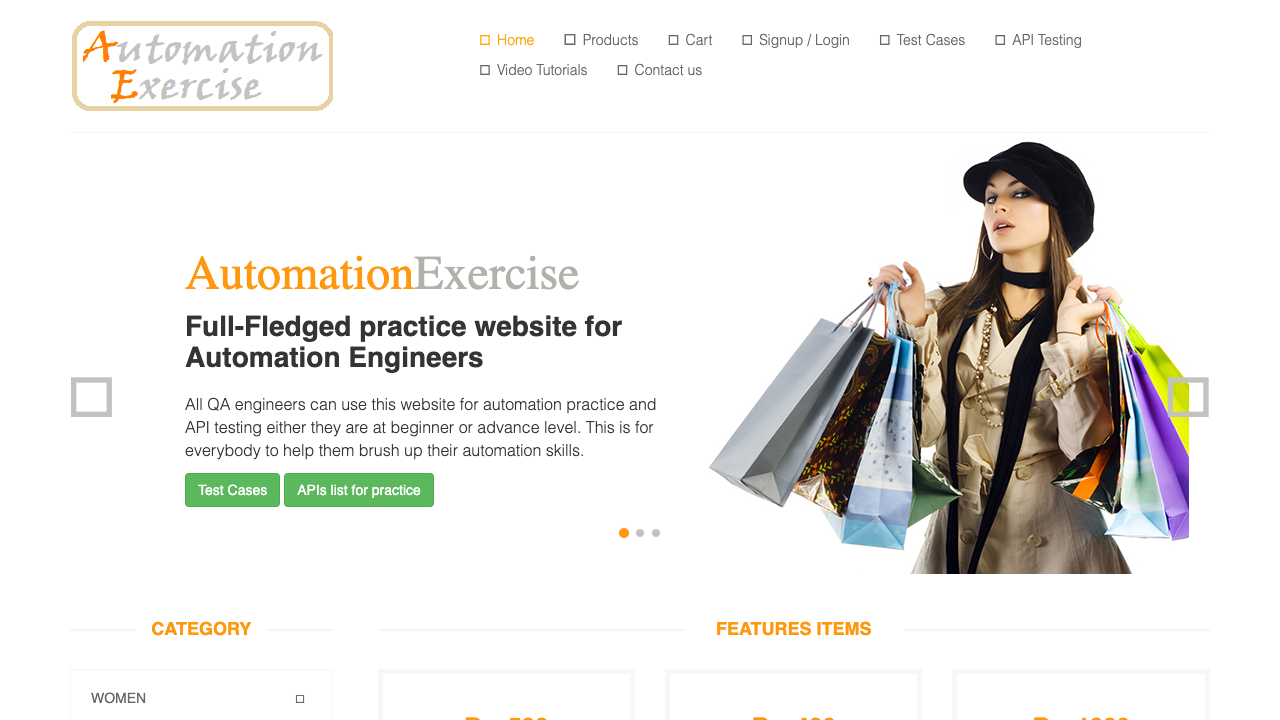 Automation
Exercise
Home Products Cart Signup / Login Test Cases API Testing
Video Tutorials Contact us
AutomationExercise
Full-Fledged practice website for
Automation Engineers
All QA engineers can use this website for automation practice and
API testing either they are at beginner or advance level. This is for
everybody to help them brush up their automation skills.
Test Cases APIs list for practice
CATEGORY
FEATURES ITEMS
WOMEN